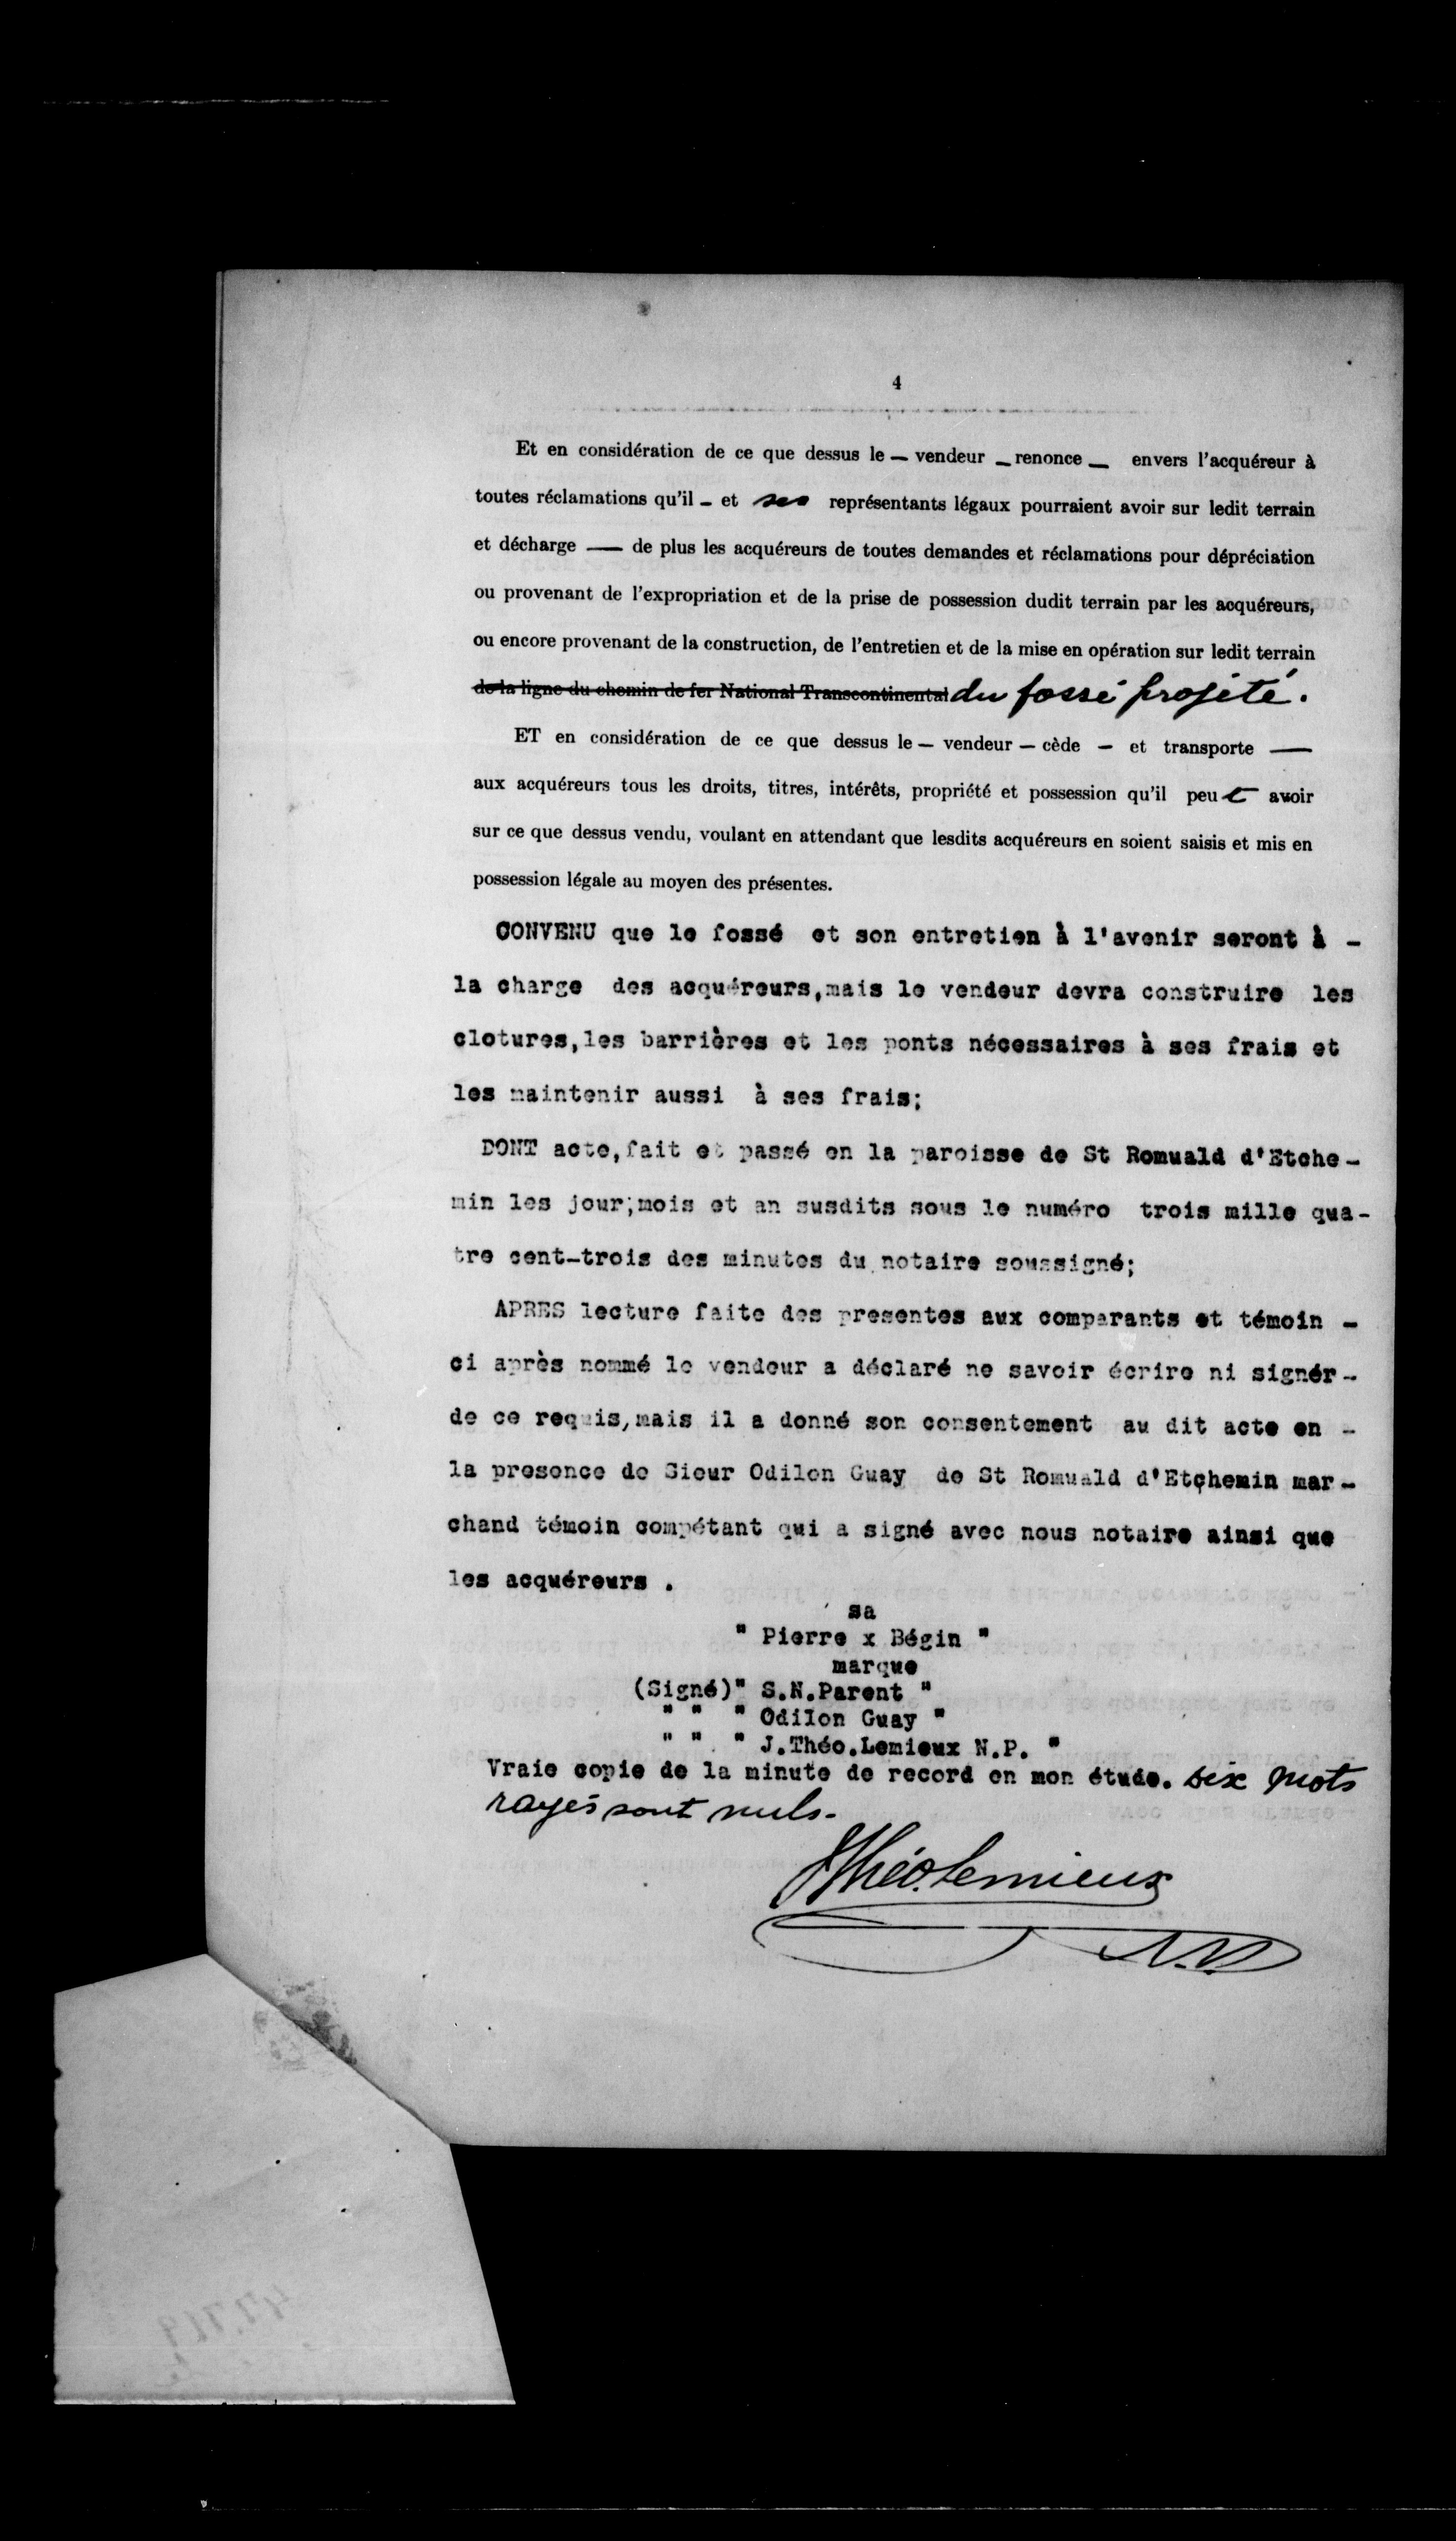 4
Et en considération de ce que dessus le — vendeur — renonce — envers l'acquéreur à
toutes réclamations qu'il - et ses représentants légaux pourraient avoir sur ledit terrain
et décharge — de plus les acquéreurs de toutes demandes et réclamations pour dépréciation
ou provenant de l'expropriation et de la prise de possession dudit terrain par les acquéreurs,
ou encore provenant de la construction, de l'entretien et de la mise en opération sur ledit terrain
de la ligne du chemin de fer National Transcontinental du fossé projeté.
ET en considération de ce que dessus le — vendeur — cède — et transporte —
aux acquéreurs tous les droits, titres, intérêts, propriété et possession qu'il peut avoir
sur ce que dessus vendu, voulant en attendant que lesdits acquéreurs en soient saisis et mis en
possession légale au moyen des présentes.
CONVENU que le fossé et son entretien à l'avenir seront à -
la charge des acquéreurs,mais le vendeur devra construire les
clotures,les barrières et les ponts nécessaires à ses frais et
les maintenir aussi à ses frais;
DONT acte,fait et passé en la paroisse de St Romuald d'Etche-
min les jour;mois et an susdits sous le numéro trois mille qua-
tre cent-trois des minutes du notaire soussigné;
APRES lecture faite des presentes aux comparants et témoin -
ci après nommé le vendeur a déclaré ne savoir écrire ni signér-
de ce requis,mais il a donné son consentement au dit acte en -
la presence de Sieur Odilon Guay de St Romuald d'Etchemin mar-
chand témoin compétant qui a signé avec nous notaire ainsi que
les acquéreurs .
sa
" Pierre x Bégin "
marque
(Signé)" S.N.Parent "
" " " Odilon Guay "
" " " J.Théo.Lemieux N.P. "
Vraie copie de la minute de record en mon étude. Dix mots
rayés sont nuls-
JThéo.Lemieux
N.P.